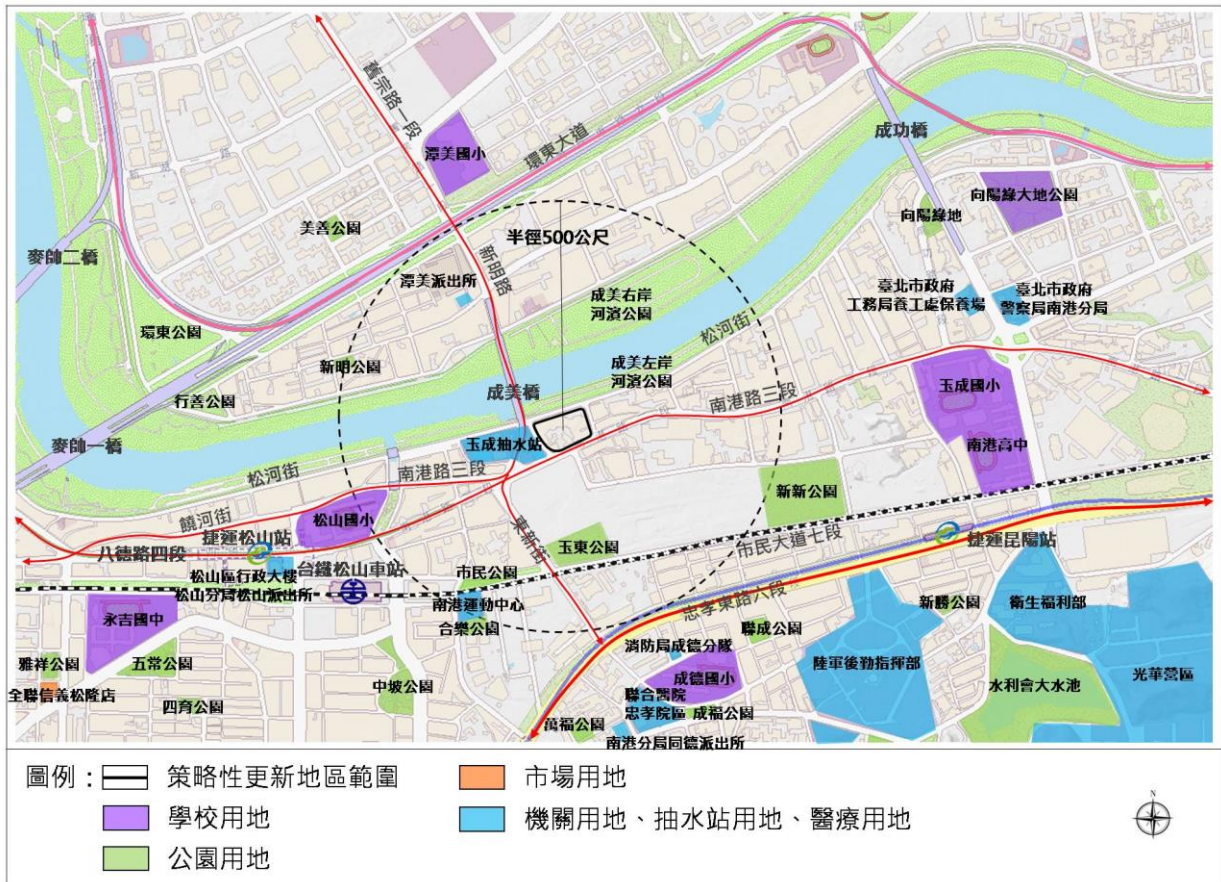 舊宗路一段
潭美國小
環東大道
成功橋
向陽綠大地公園
向陽綠地
美善公園
半徑500公尺
麥帥二橋
新明路
潭美派出所
臺北市政府
工務局養工處保養場
臺北市政府
警察局南港分局
成美右岸
河濱公園
松河街
環東公園
新明公園
成美左岸
河濱公園
玉成國小
行善公園
成美橋
南港路三段
麥帥一橋
玉成抽水站
南港高中
松河街
南港路三段
新新公園
饒河街
松山國小
東新街
八德路四段
捷運松山站
玉東公園
市民大道七段
捷運昆陽站
松山區行政大樓
台鐵松山車站
市民公園
松山分局松山派出所
南港運動中心
忠孝東路六段
新勝公園
衛生福利部
永吉國中
合樂公園
聯成公園
消防局成德分隊
雅祥公園
五常公園
成德國小
陸軍後勤指揮部
水利會大水池
光華營區
全聯信義松隆店
中坡公園
聯合醫院
忠孝院區
成福公園
四育公園
萬福公園
南港分局同德派出所
圖例：
策略性更新地區範圍
市場用地
學校用地
機關用地、抽水站用地、醫療用地
公園用地
N